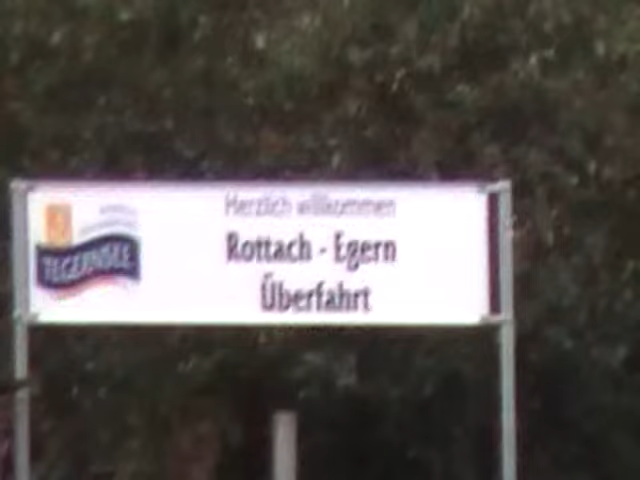 Herzlich willkommen
Rottach - Egern
Überfahrt
TEGERNSEE